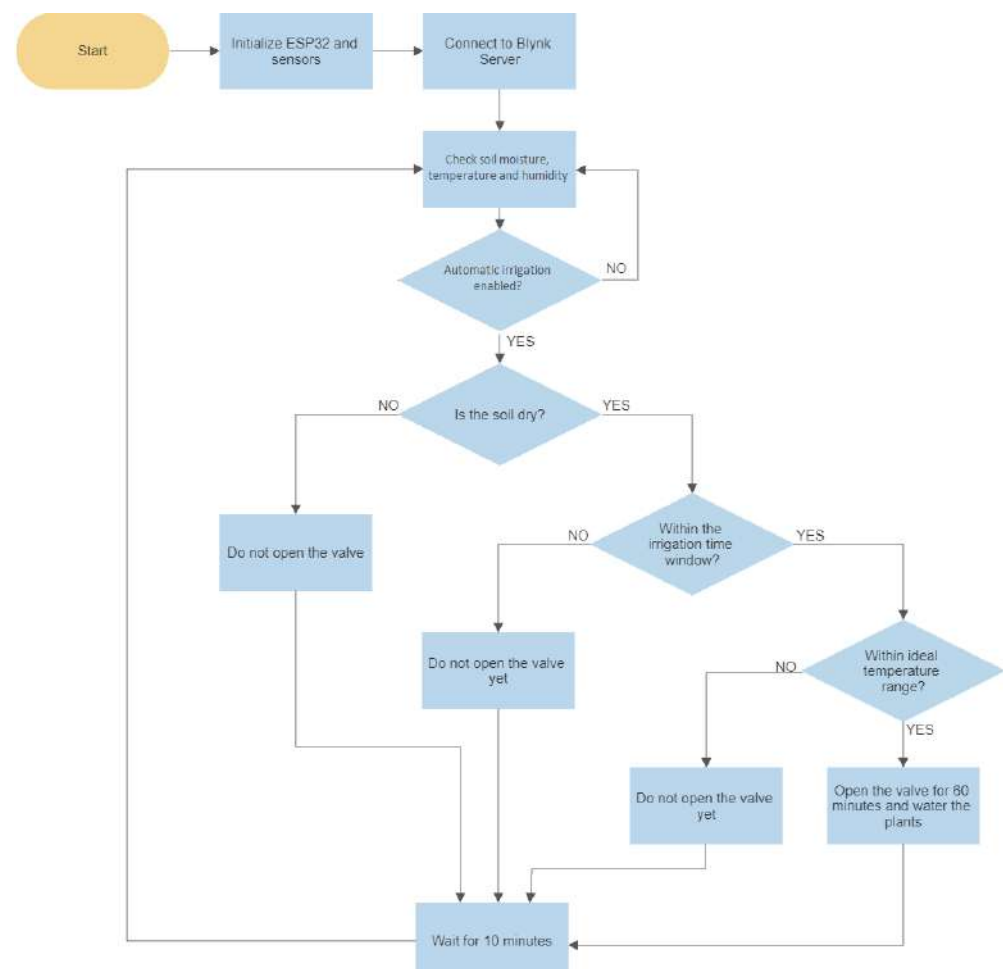 Start
Initialize ESP32 and
sensors
Connect to Blynk
Server
Check soil moisture,
temperature and humidity
Automatic irrigation
enabled?
NO
YES
Is the soil dry?
NO
YES
Do not open the valve
Within the
irrigation time
window?
NO
YES
Do not open the valve
yet
Within ideal
temperature
range?
NO
YES
Do not open the valve
yet
Open the valve for 60
minutes and water the
plants
Wait for 10 minutes